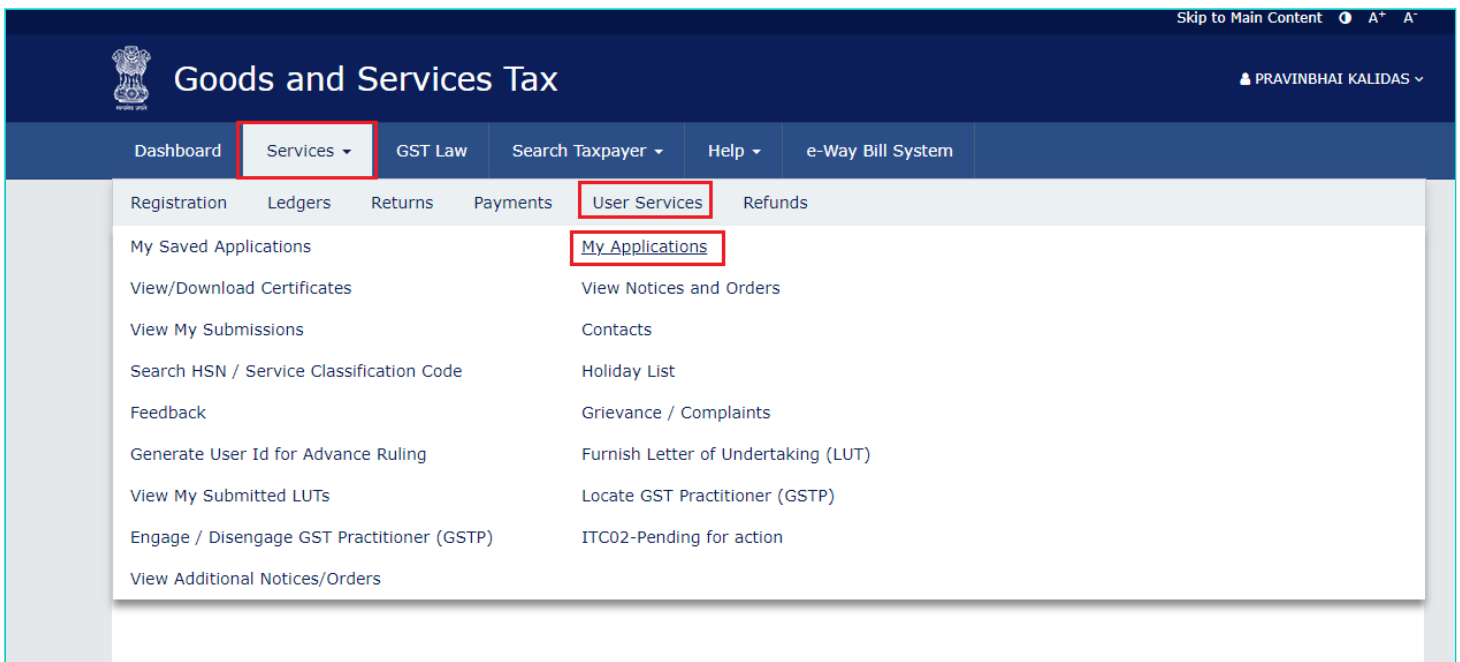 Skip to Main Content A+ A-
Goods and Services Tax
PRAVINBHAI KALIDAS
Dashboard Services GST Law Search Taxpayer Help e-Way Bill System
Registration Ledgers Returns Payments User Services Refunds
My Saved Applications My Applications
View/Download Certificates View Notices and Orders
View My Submissions Contacts
Search HSN / Service Classification Code Holiday List
Feedback Grievance / Complaints
Generate User Id for Advance Ruling Furnish Letter of Undertaking (LUT)
View My Submitted LUTs Locate GST Practitioner (GSTP)
Engage / Disengage GST Practitioner (GSTP) ITC02-Pending for action
View Additional Notices/Orders